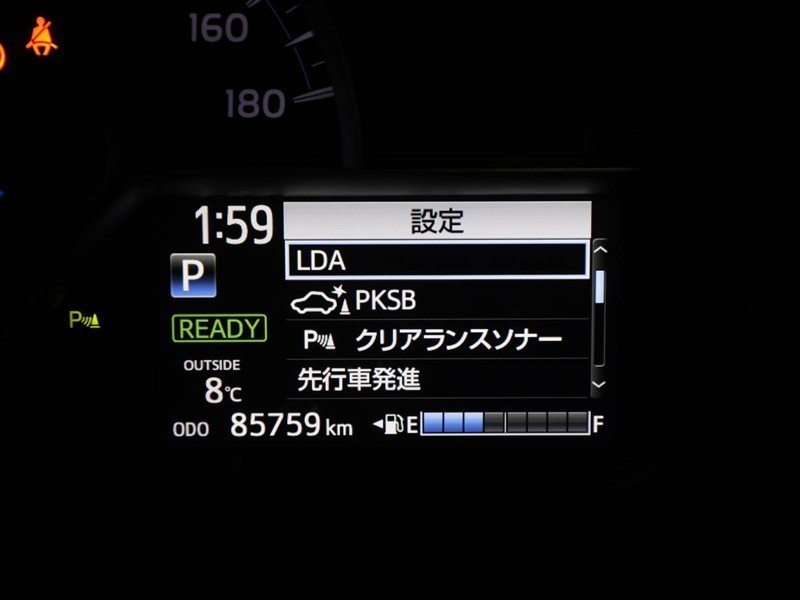 160
180
1:59
設定
P
LDA
PKSB
READY
P クリアランスソナー
P
OUTSIDE
8℃
先行車発進
ODO 85759 km
E F